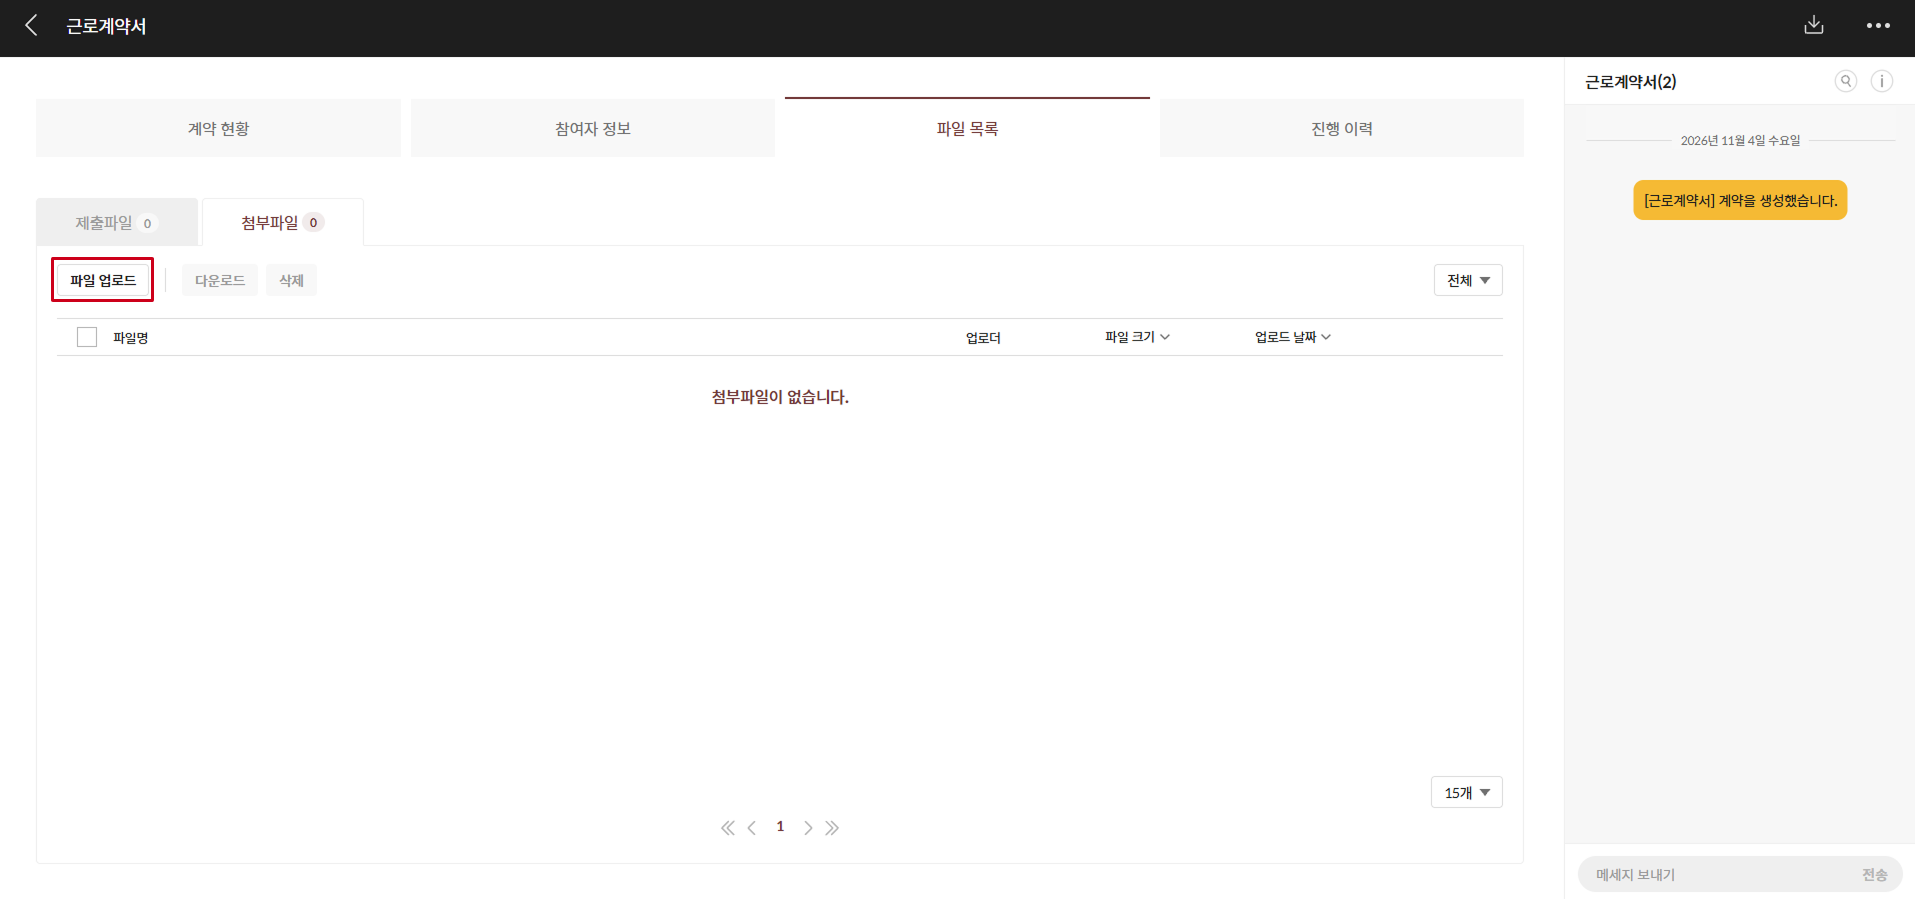 근로계약서
계약 현황
참여자 정보
파일 목록
진행 이력
제출파일 0
첨부파일 0
파일 업로드
다운로드
삭제
전체
파일명
업로더
파일 크기
업로드 날짜
첨부파일이 없습니다.
15개
1
근로계약서(2)
2026년 11월 4일 수요일
[근로계약서] 계약을 생성했습니다.
메세지 보내기
전송